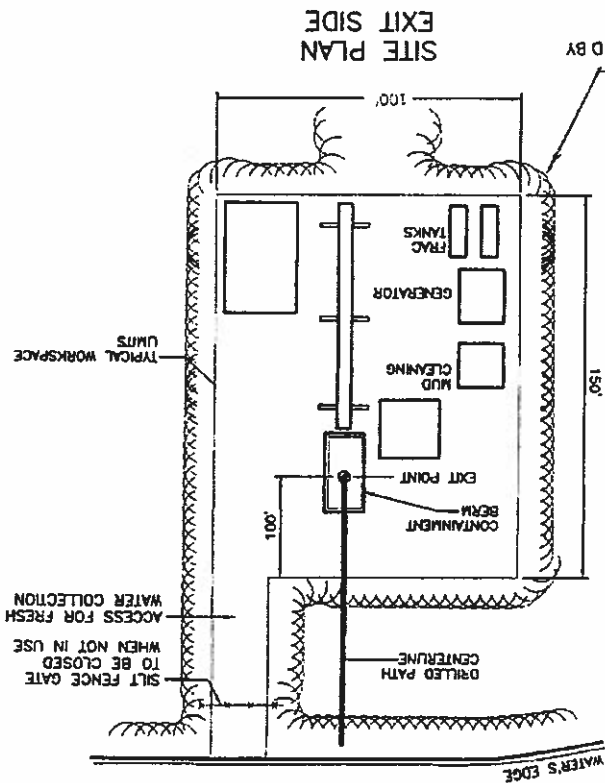 WATER'S EDGE
SILT FENCE GATE
TO BE CLOSED
WHEN NOT IN USE
ACCESS FOR FRESH
WATER COLLECTION
DRILLED PATH
CENTERLINE
100'
CONTAINMENT
BERM
EXIT POINT
150'
MUD
CLEANING
TYPICAL WORKSPACE
LIMITS
GENERATOR
FRAC
TANKS
100'
D BY
SITE PLAN
EXIT SIDE